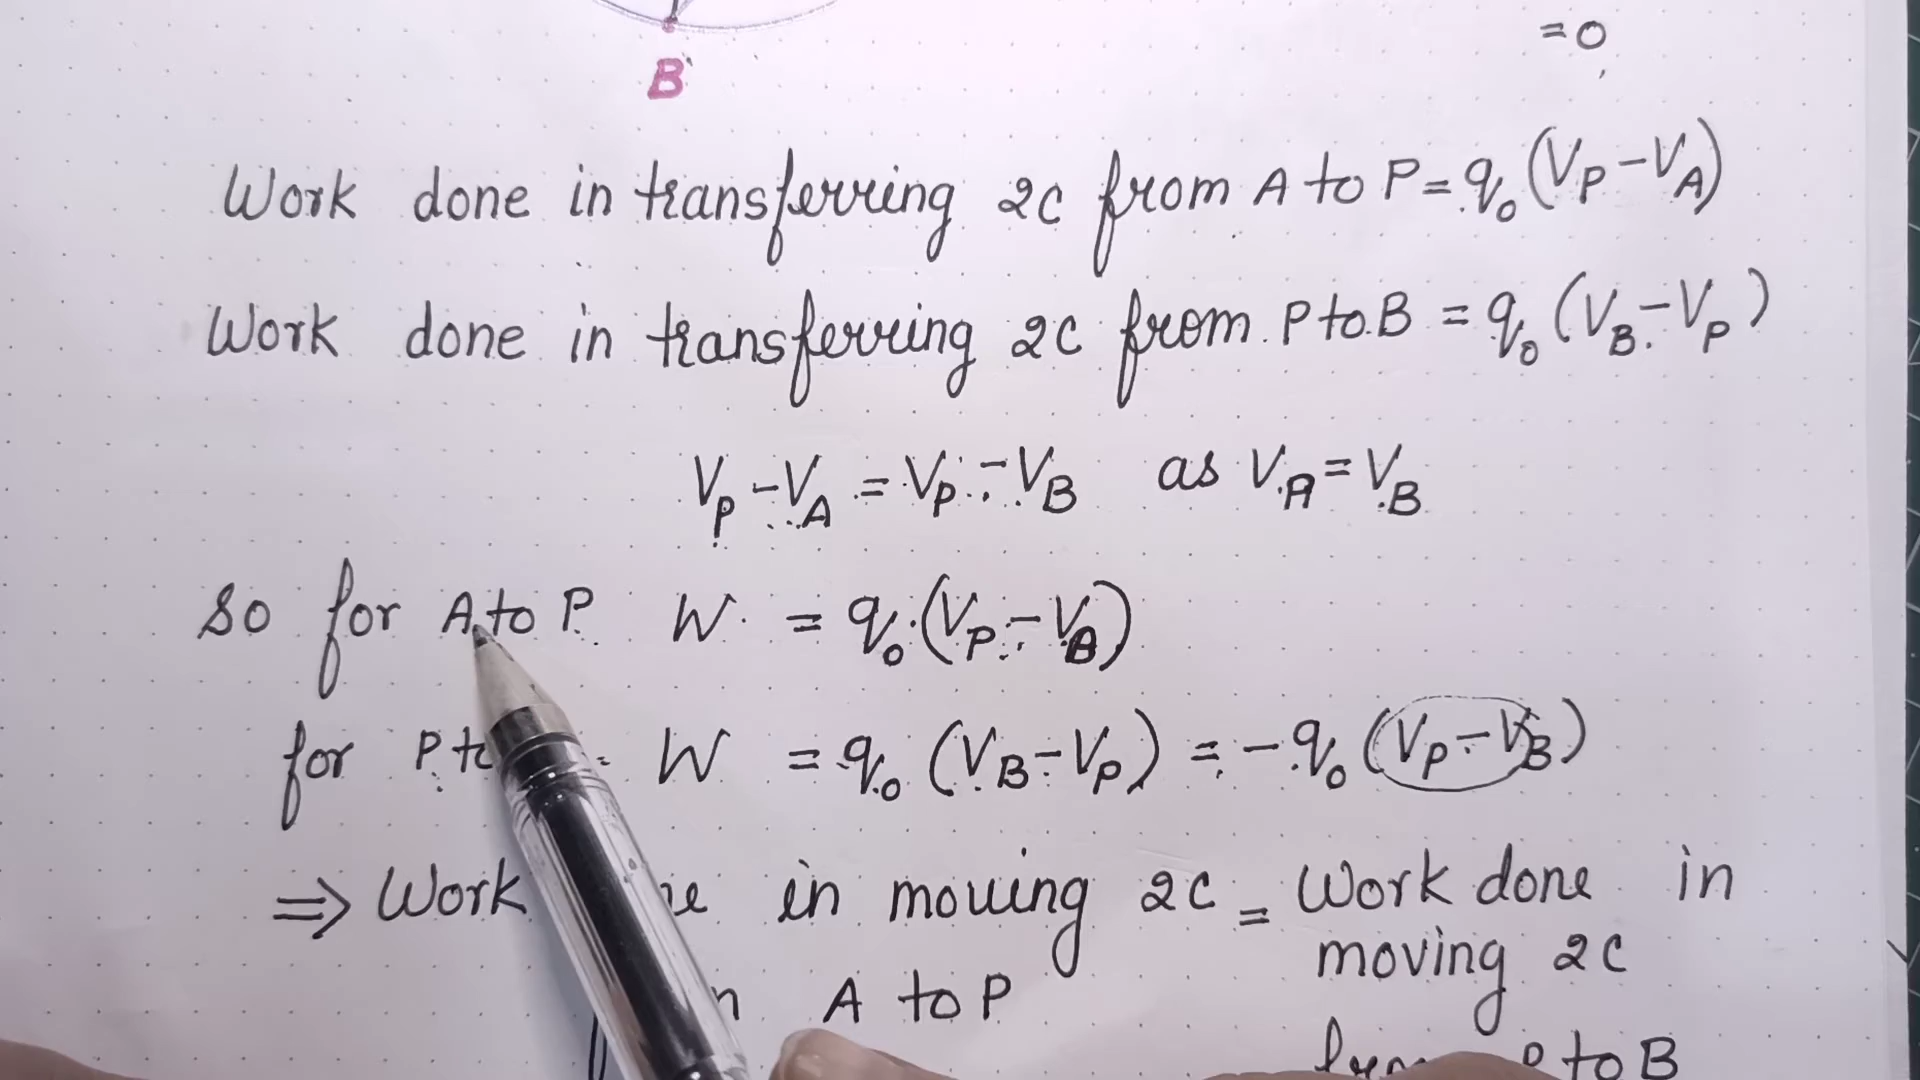 = 0
B
Work done in transferring 2C from A to P = q₀ (V_P - V_A)
Work done in transferring 2C from P to B = q₀ (V_B - V_P)
V_P - V_A = V_P - V_B as V_A = V_B
So for A to P W = q₀ (V_P - V_B)
for P W = q₀ (V_B - V_P) = - q₀ (V_P - V_B)
⇒ Work in moving 2C = Work done in
moving 2C
A to P
to B